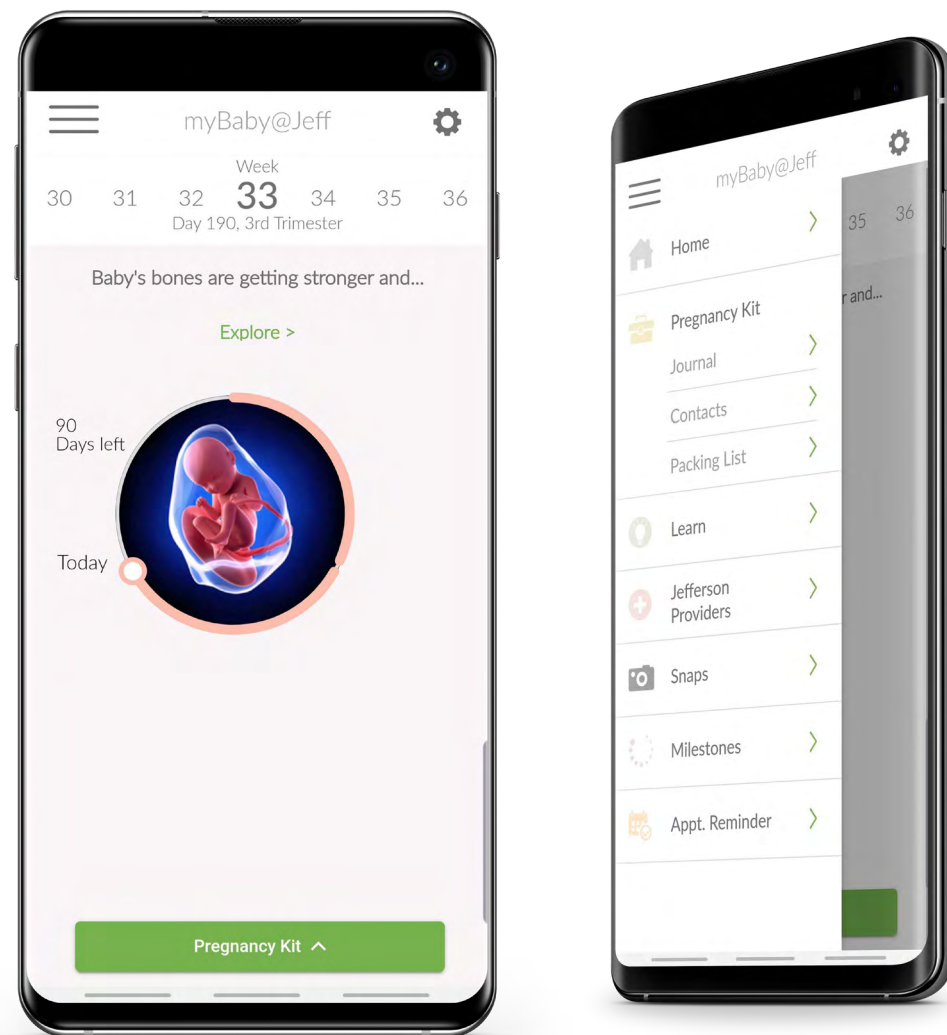 myBaby@Jeff
Week
30 31 32 33 34 35 36
Day 190, 3rd Trimester
Baby's bones are getting stronger and...
Explore >
90
Days left
Today
Pregnancy Kit
myBaby@Jeff
35 36
r and...
Home
Pregnancy Kit
Journal
Contacts
Packing List
Learn
Jefferson
Providers
Snaps
Milestones
Appt. Reminder